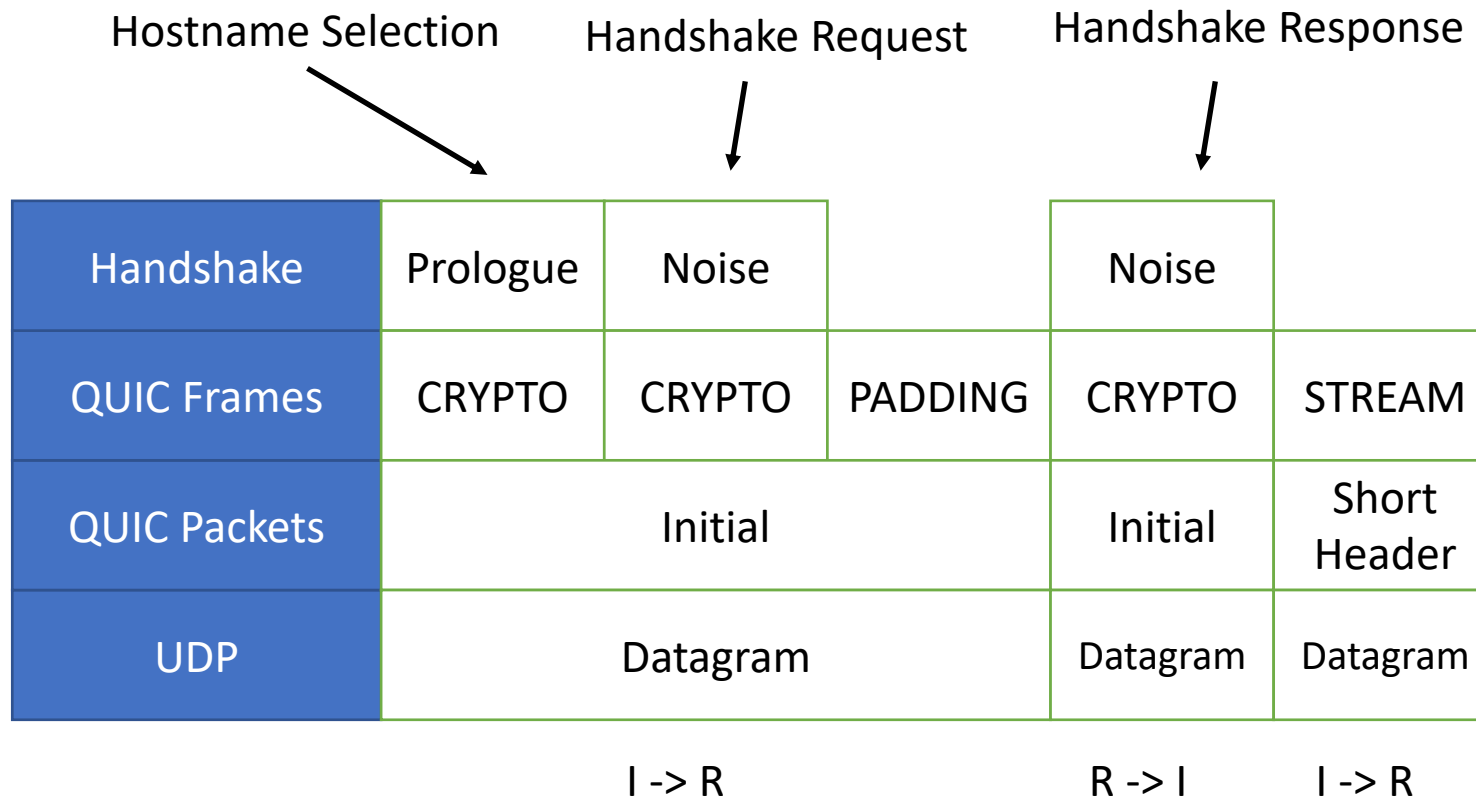 Hostname Selection
Handshake Request
Handshake Response
Handshake
Prologue
Noise
Noise
QUIC Frames
CRYPTO
CRYPTO
PADDING
CRYPTO
STREAM
QUIC Packets
Initial
Initial
Short
Header
UDP
Datagram
Datagram
Datagram
I -> R
R -> I
I -> R